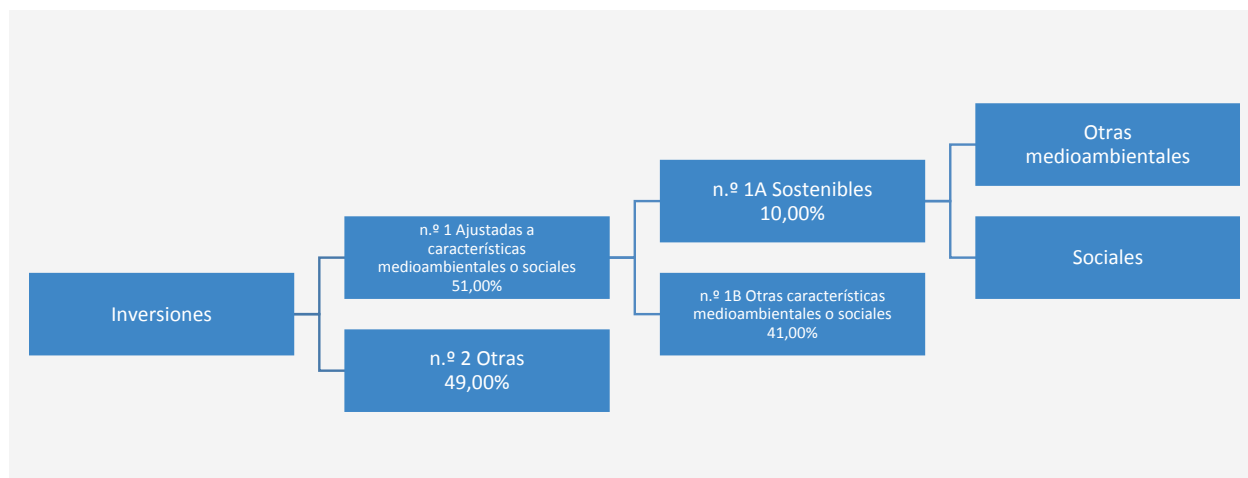 Inversiones
n.º 1 Ajustadas a
características
medioambientales o sociales
51,00%
n.º 2 Otras
49,00%
n.º 1A Sostenibles
10,00%
n.º 1B Otras características
medioambientales o sociales
41,00%
Otras
medioambientales
Sociales